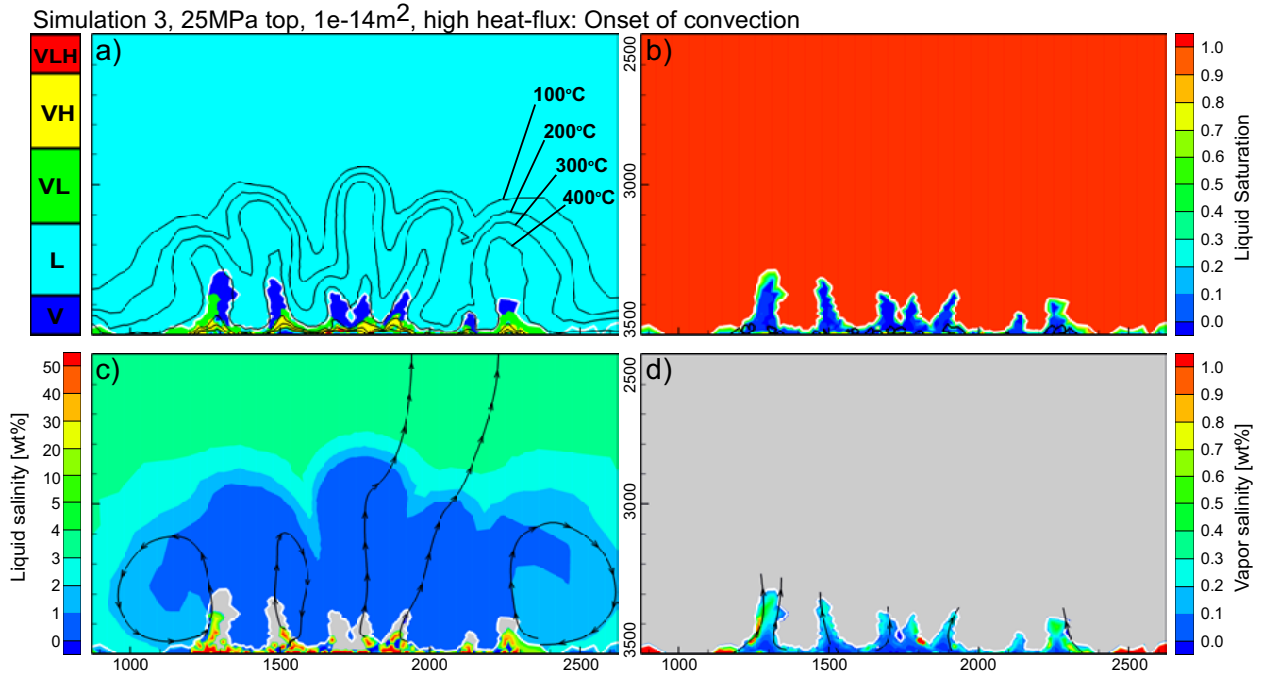 Simulation 3, 25MPa top, 1e-14m2, high heat-flux: Onset of convection
VLH
VH
VL
L
V
a)
100°C
200°C
300°C
400°C
2500
3000
3500
b)
1.0
0.9
0.8
0.7
0.6
0.5
0.4
0.3
0.2
0.1
0.0
Liquid Saturation
Liquid salinity [wt%]
50
40
30
20
10
5
4
3
2
1
0
c)
1000
1500
2000
2500
2500
3000
3500
d)
1000
1500
2000
2500
1.0
0.9
0.8
0.7
0.6
0.5
0.4
0.3
0.2
0.1
0.0
Vapor salinity [wt%]